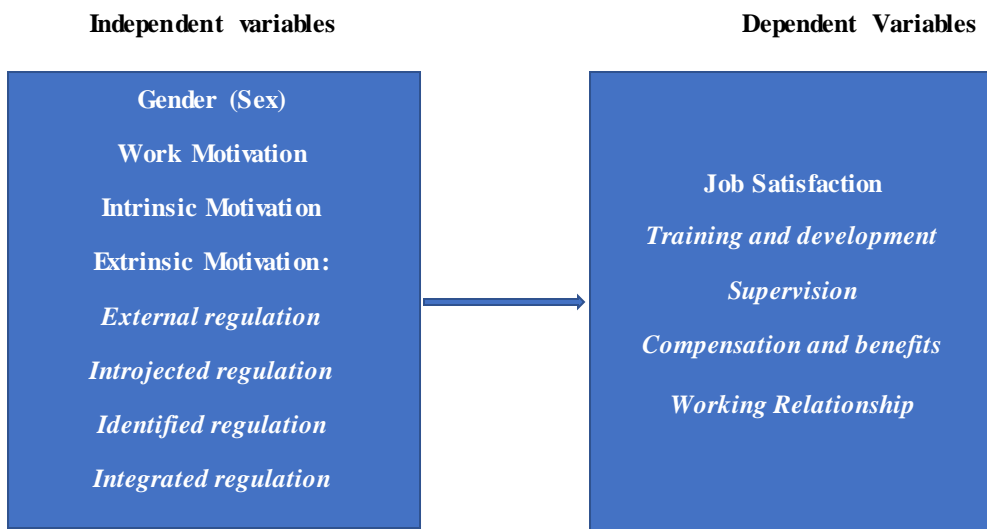 Independent variables
Dependent Variables
Gender (Sex)
Work Motivation
Intrinsic Motivation
Extrinsic Motivation:
External regulation
Introjected regulation
Identified regulation
Integrated regulation
Job Satisfaction
Training and development
Supervision
Compensation and benefits
Working Relationship